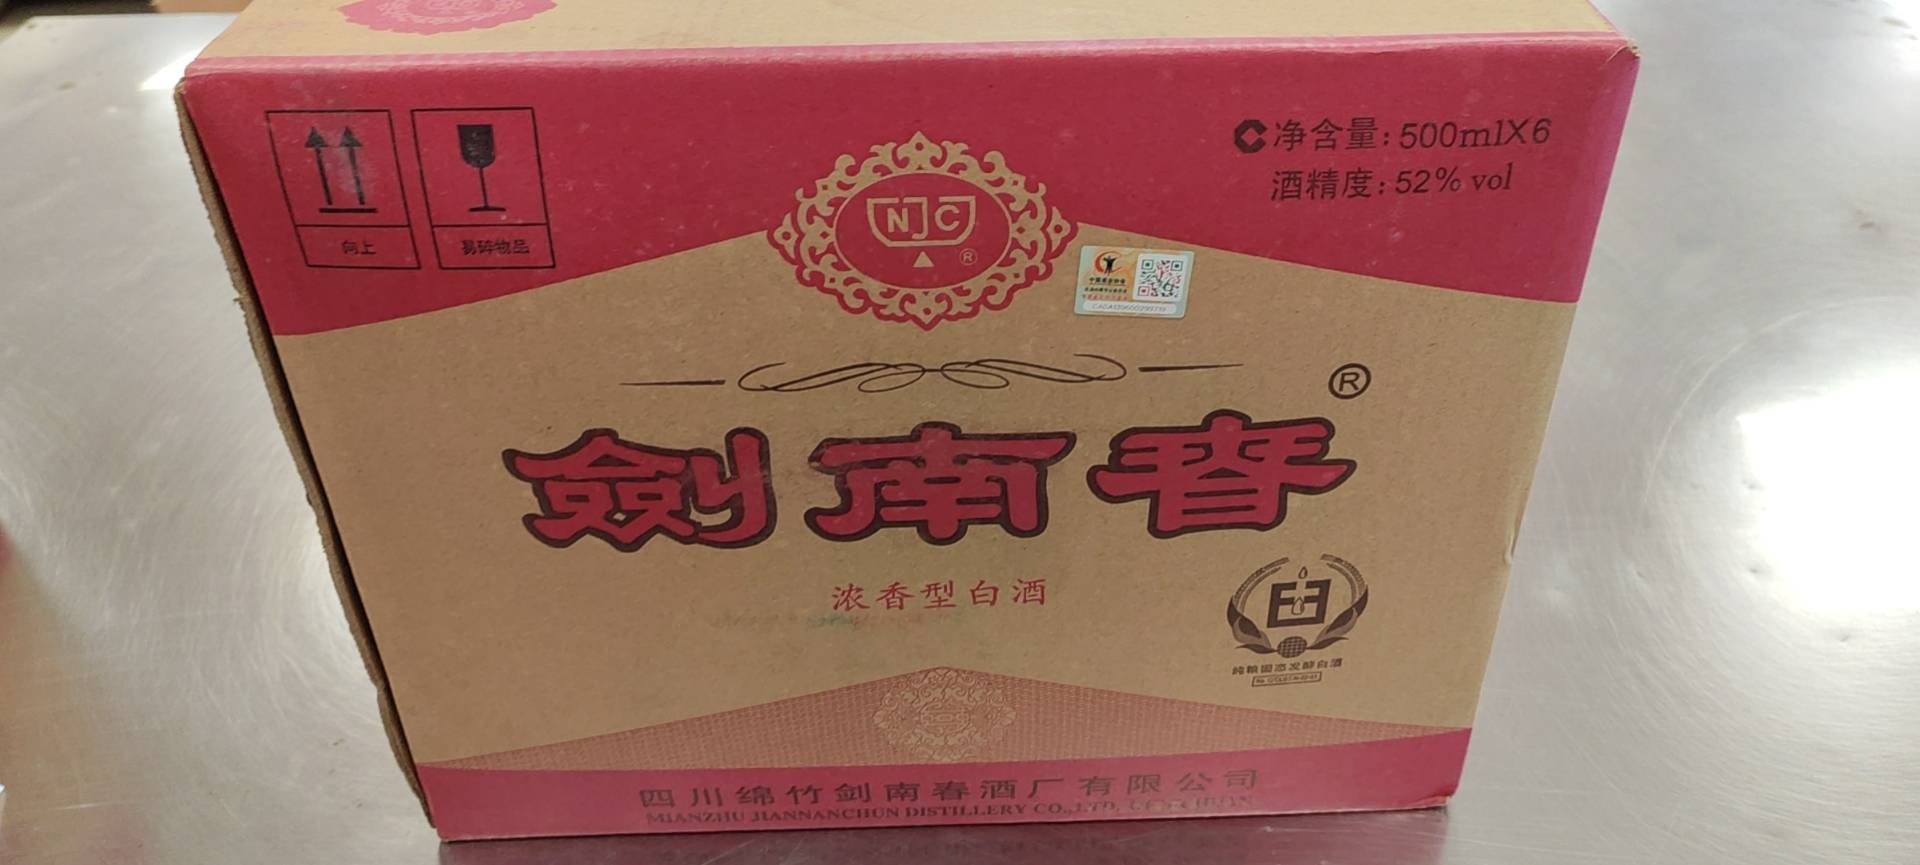 向上
易碎物品
NJC
®
净含量:500mlX6
酒精度:52% vol
剑南春®
浓香型白酒
纯粮固态发酵白酒
四川绵竹剑南春酒厂有限公司
MIANZHU JIANNANCHUN DISTILLERY CO.,LTD.